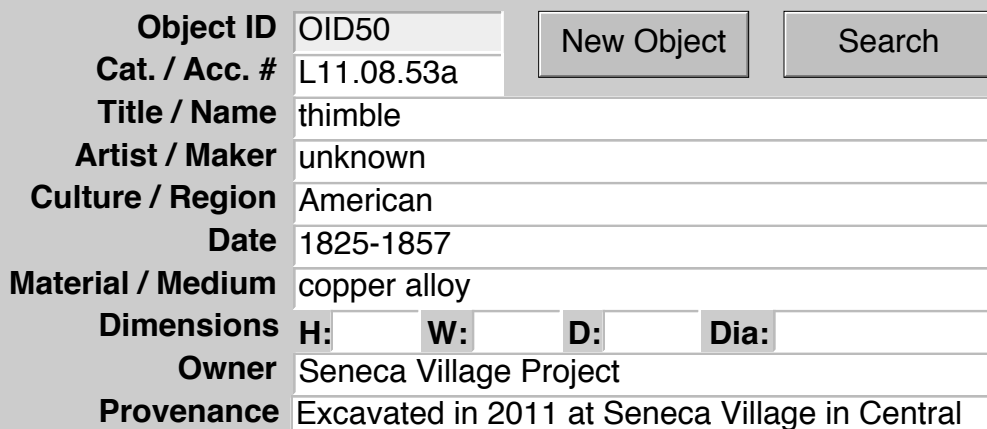 Object ID OID50 New Object Search
Cat. / Acc. # L11.08.53a
Title / Name thimble
Artist / Maker unknown
Culture / Region American
Date 1825-1857
Material / Medium copper alloy
Dimensions H: W: D: Dia:
Owner Seneca Village Project
Provenance Excavated in 2011 at Seneca Village in Central